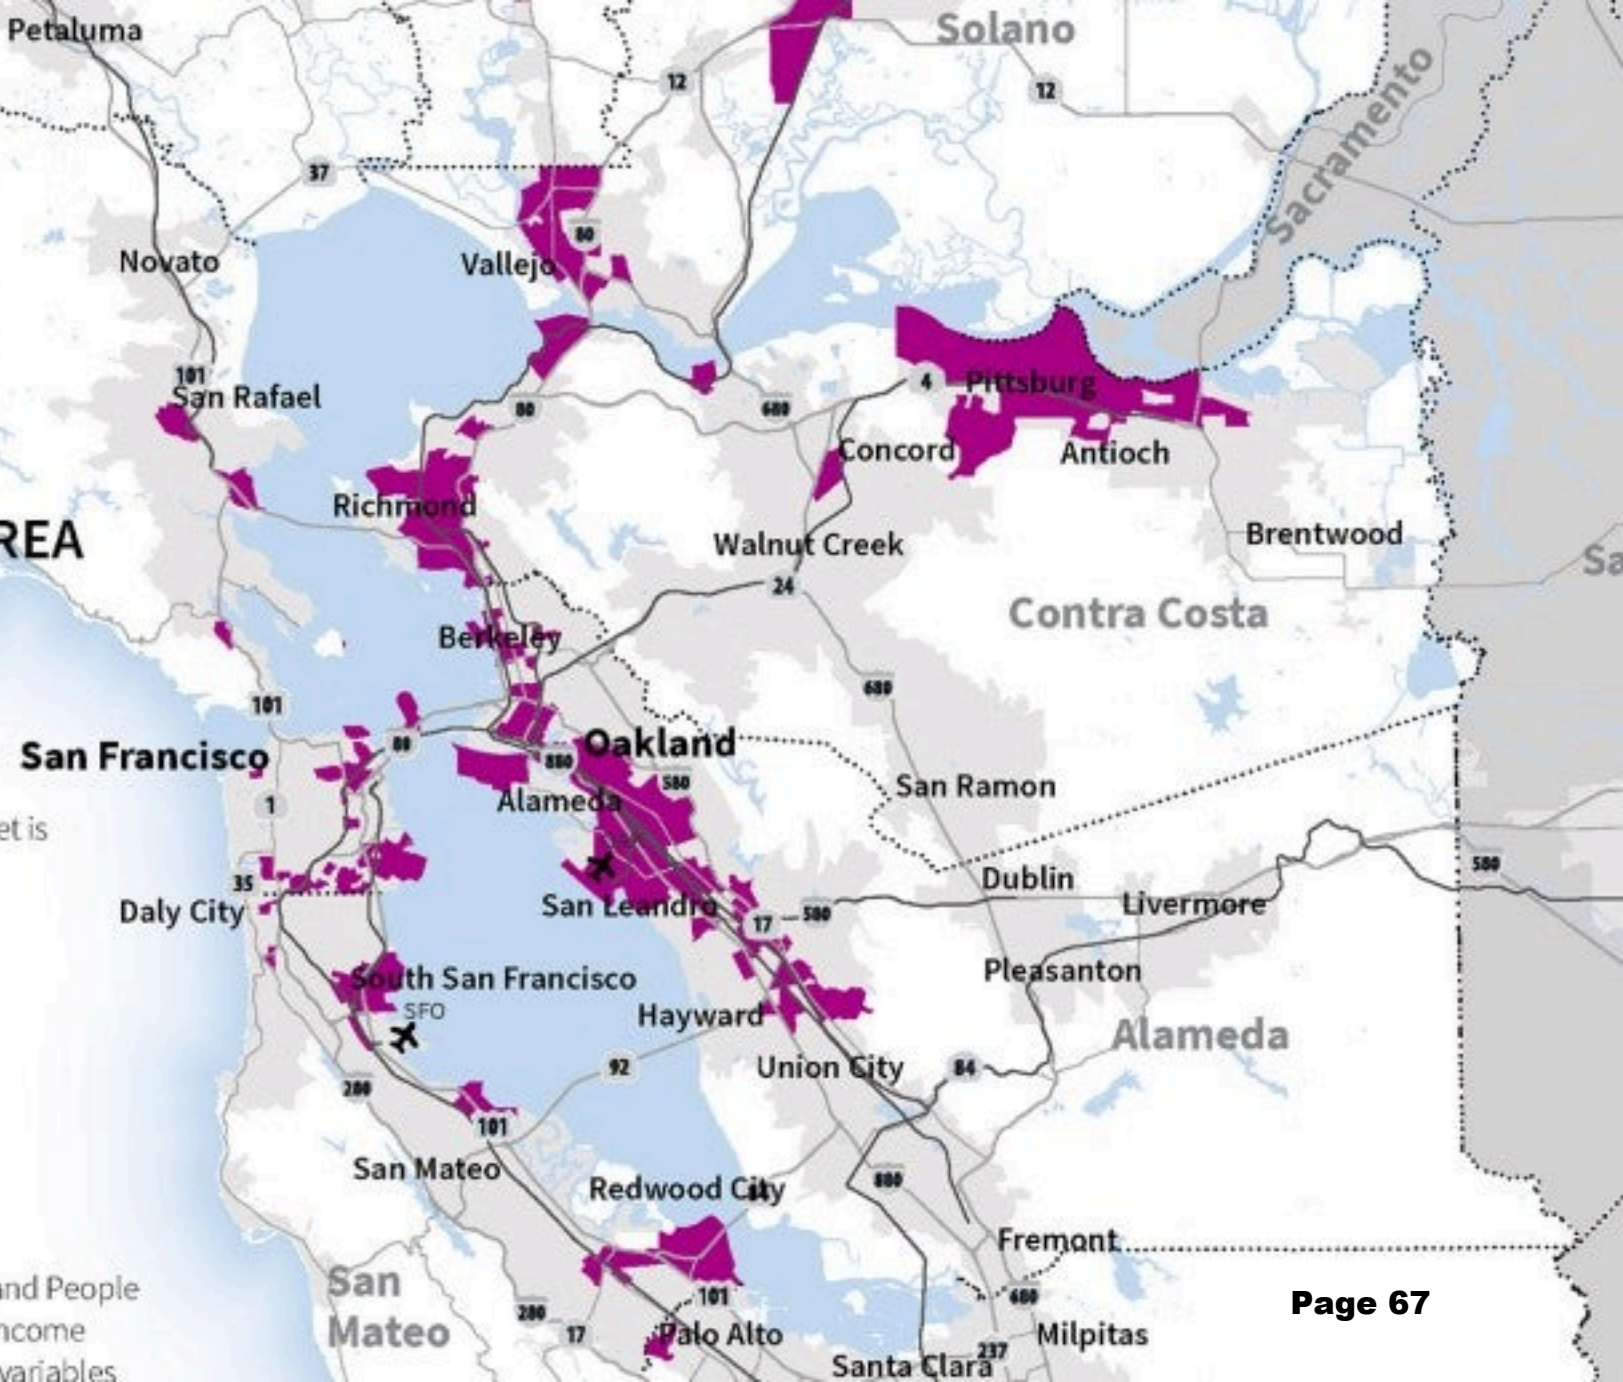 Petaluma
Solano
12
12
Sacramento
37
80
Novato
Vallejo
101
San Rafael
4
Pittsburg
80
680
Concord
Antioch
Richmond
REA
Walnut Creek
Brentwood
24
Contra Costa
Berkeley
680
101
San Francisco
80
Oakland
880
580
San Ramon
Alameda
1
et is
35
Dublin
580
Daly City
San Leandro
17
580
Livermore
South San Francisco
Pleasanton
SFO
Hayward
Alameda
92
Union City
84
280
101
San Mateo
Redwood City
880
Fremont
and People
San
Mateo
280
101
680
Page 67
ncome
17
Palo Alto
Milpitas
237
variables
Santa Clara